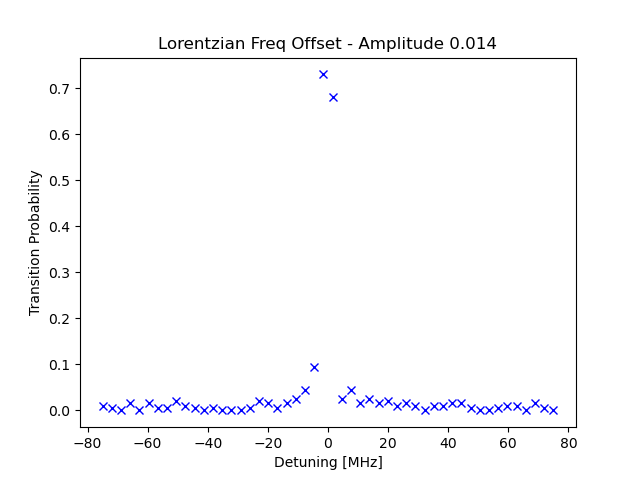 Lorentzian Freq Offset - Amplitude 0.014
Transition Probability
0.7
0.6
0.5
0.4
0.3
0.2
0.1
0.0
−80 −60 −40 −20 0 20 40 60 80
Detuning [MHz]